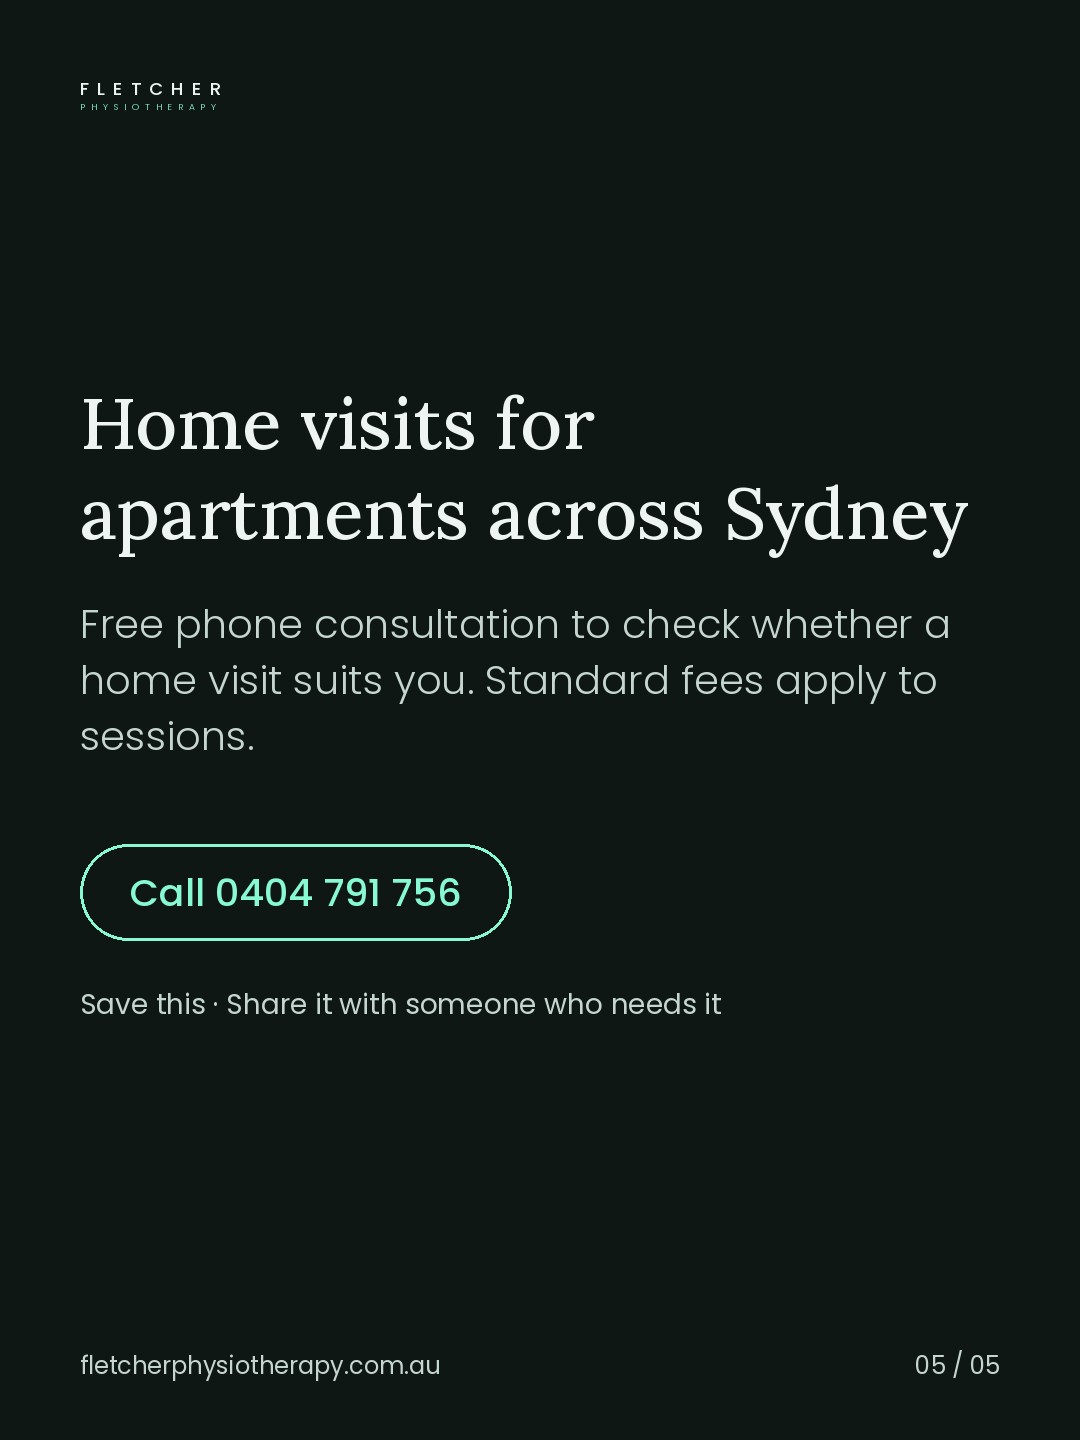 FLETCHER
PHYSIOTHERAPY
Home visits for
apartments across Sydney
Free phone consultation to check whether a
home visit suits you. Standard fees apply to
sessions.
Call 0404 791 756
Save this · Share it with someone who needs it
fletcherphysiotherapy.com.au
05 / 05